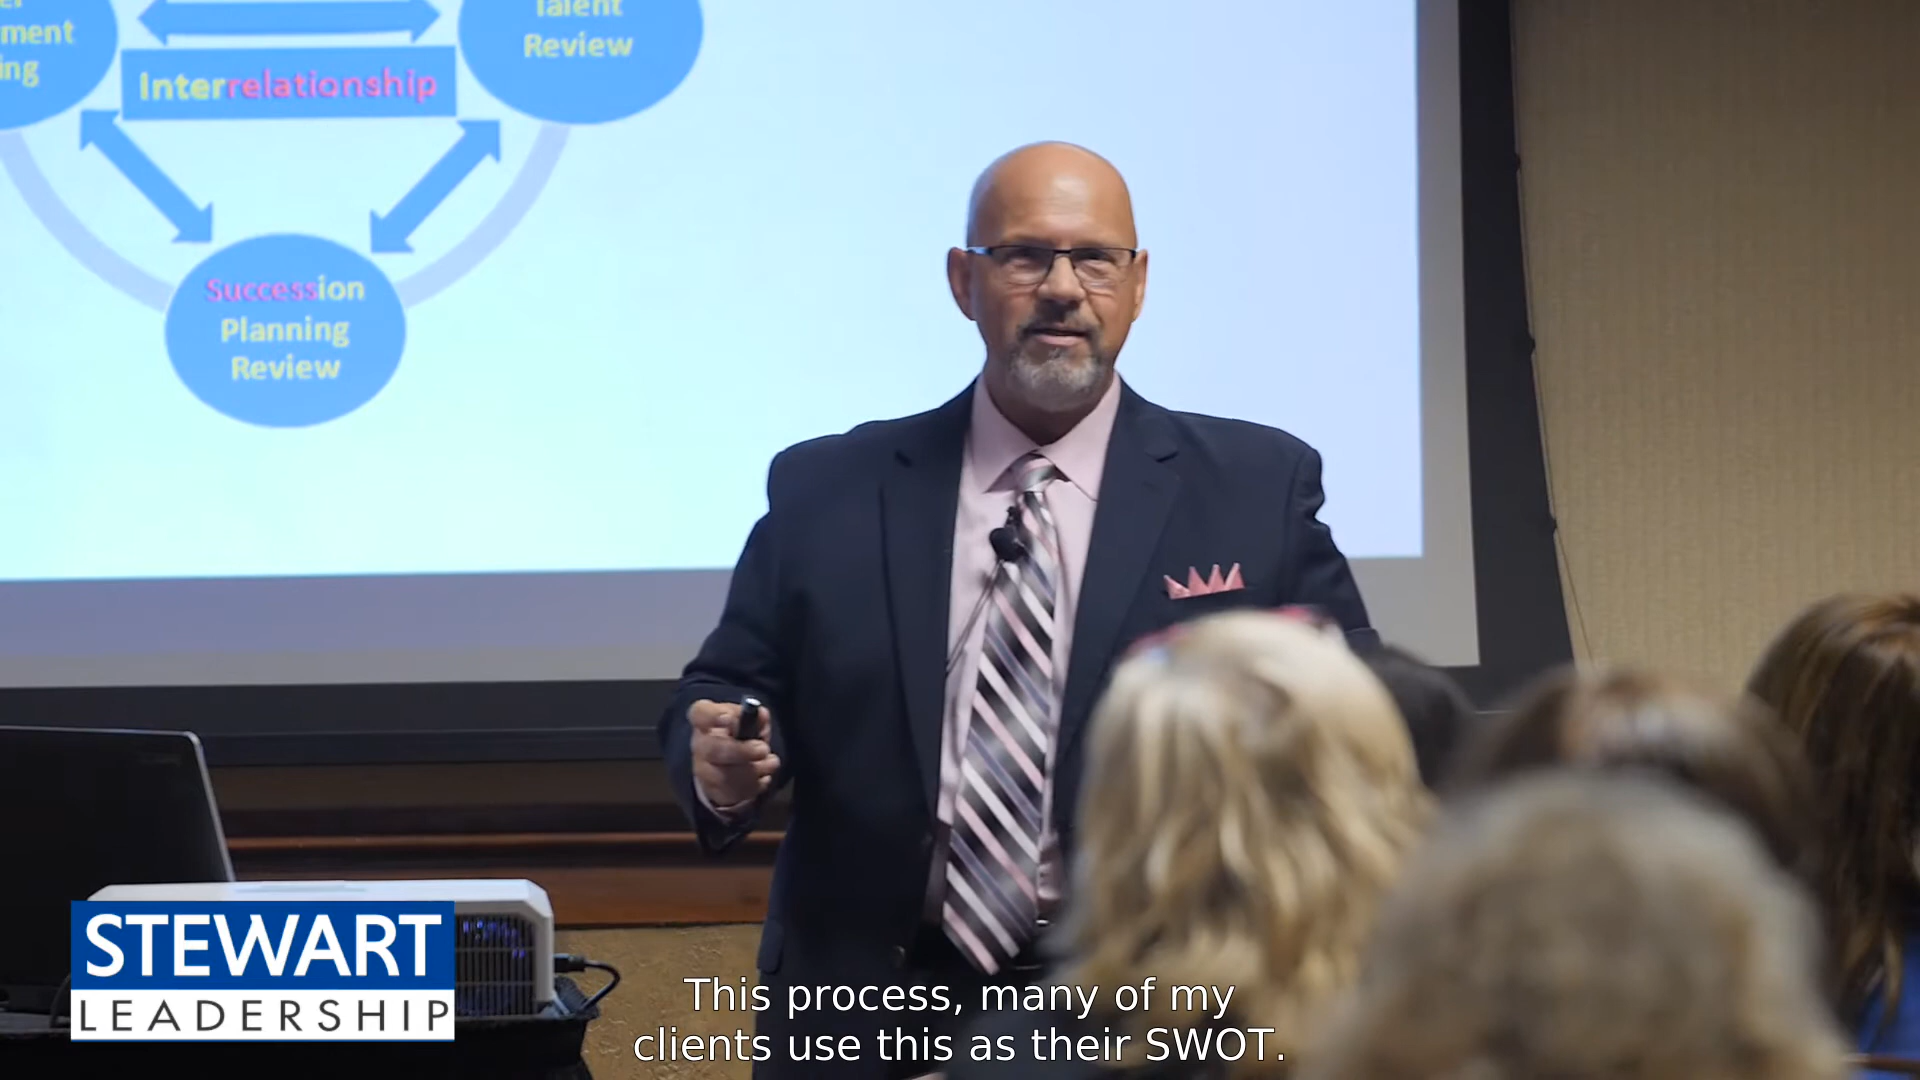 Talent
Review
ment
ing
Interrelationship
Succession
Planning
Review
STEWART
LEADERSHIP
This process, many of my
clients use this as their SWOT.